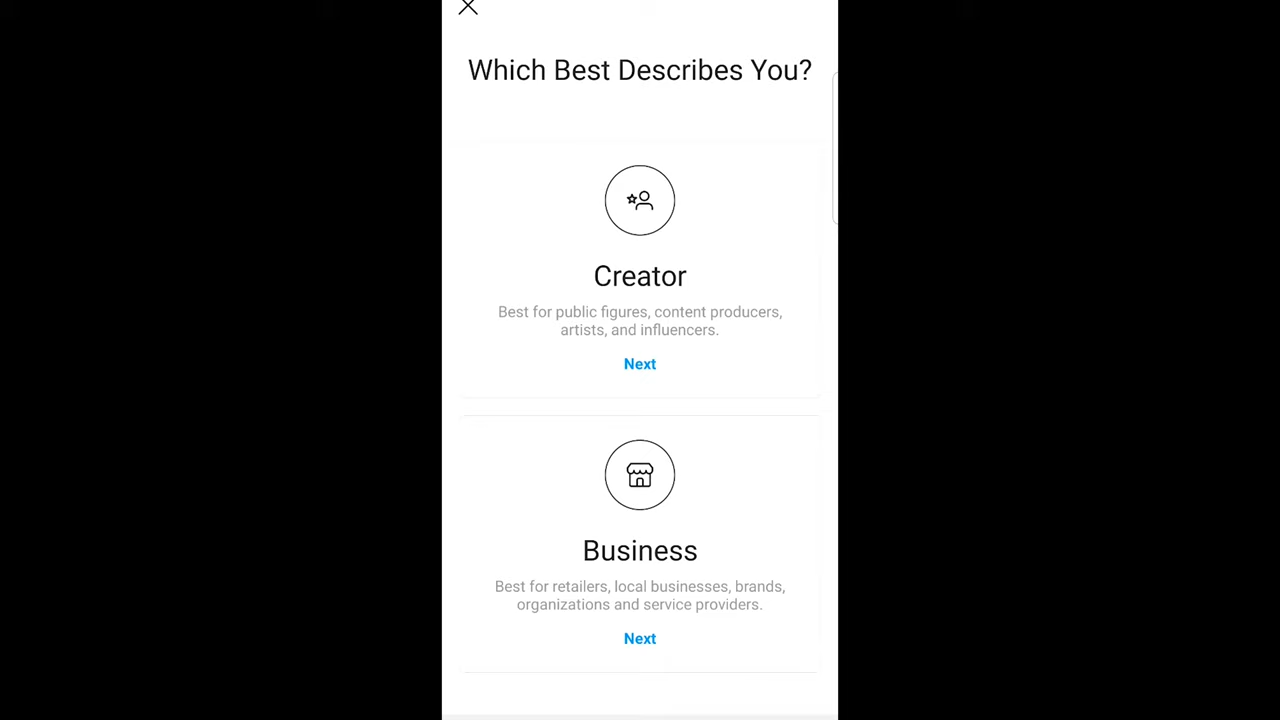 Which Best Describes You?
Creator
Best for public figures, content producers,
artists, and influencers.
Next
Business
Best for retailers, local businesses, brands,
organizations and service providers.
Next